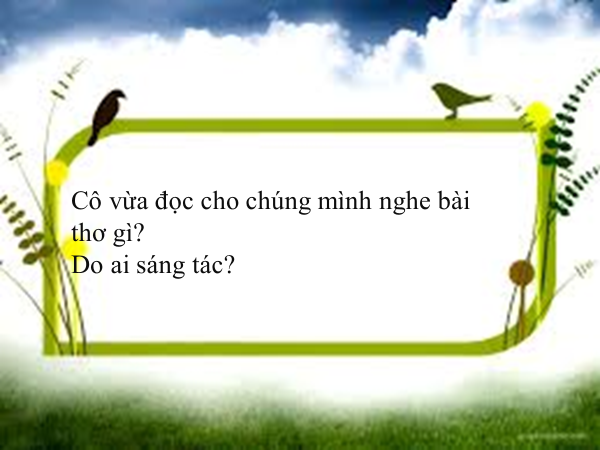 Cô vừa đọc cho chúng mình nghe bài
thơ gì?
Do ai sáng tác?